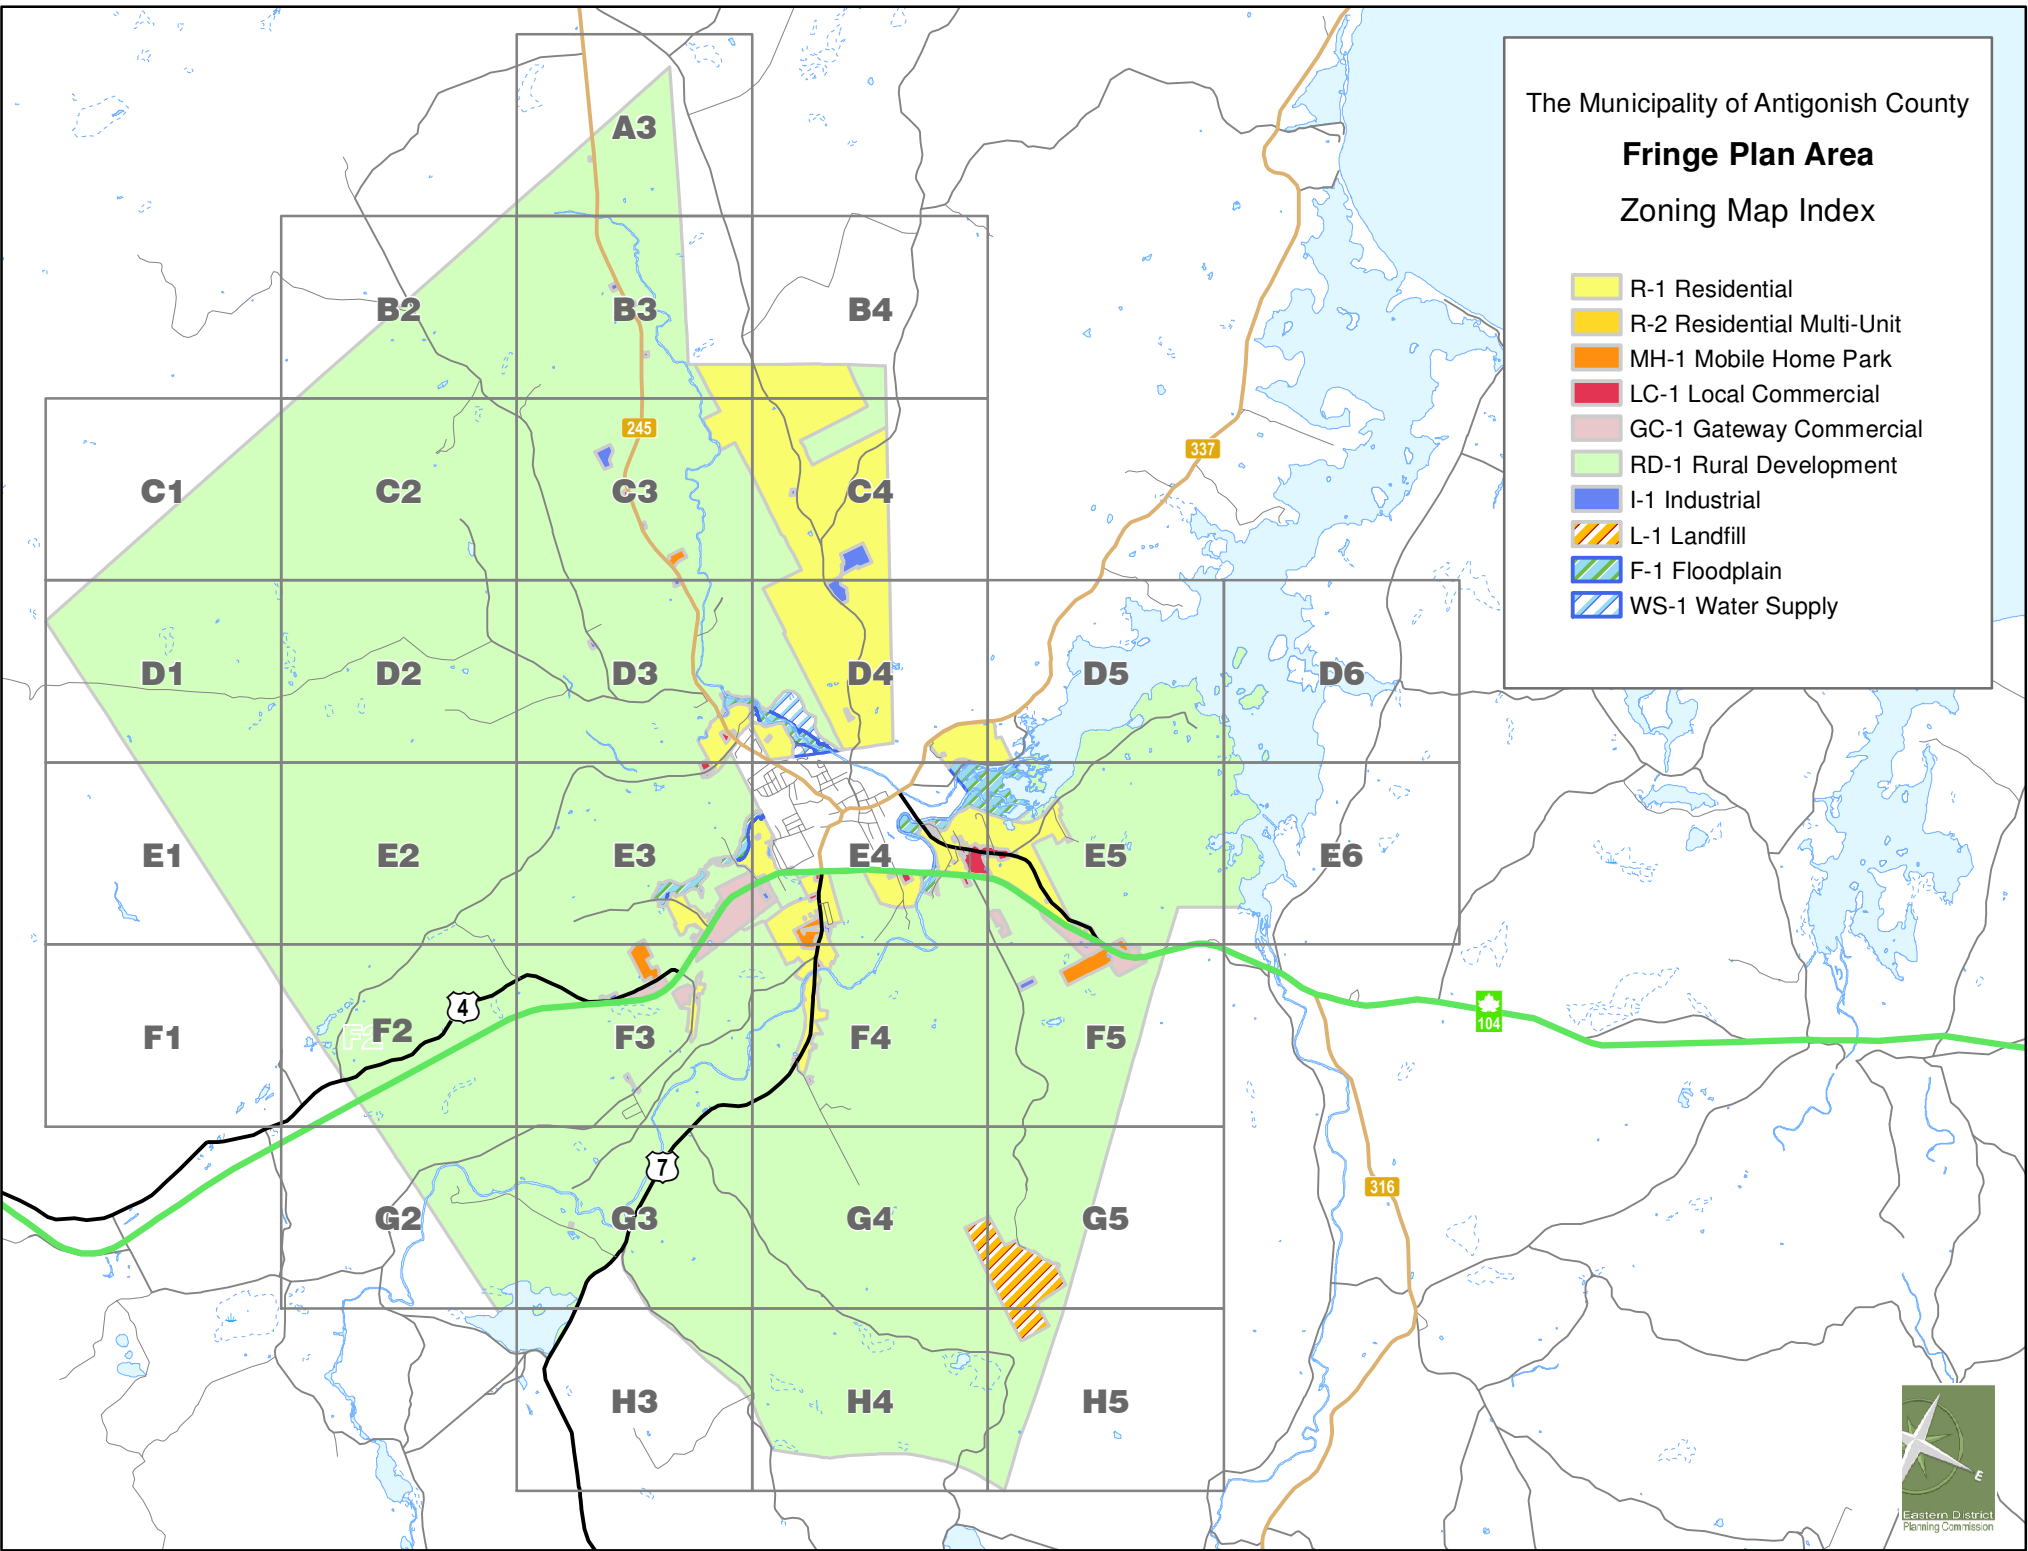 The Municipality of Antigonish County
Fringe Plan Area
Zoning Map Index
R-1 Residential
R-2 Residential Multi-Unit
MH-1 Mobile Home Park
LC-1 Local Commercial
GC-1 Gateway Commercial
RD-1 Rural Development
I-1 Industrial
L-1 Landfill
F-1 Floodplain
WS-1 Water Supply
A3
B2 B3 B4
245
337
C1 C2 C3 C4
D1 D2 D3 D4 D5 D6
E1 E2 E3 E4 E5 E6
4
104
F1 F2 F2 F3 F4 F5
7
316
G2 G3 G4 G5
H3 H4 H5
E
Eastern District
Planning Commission